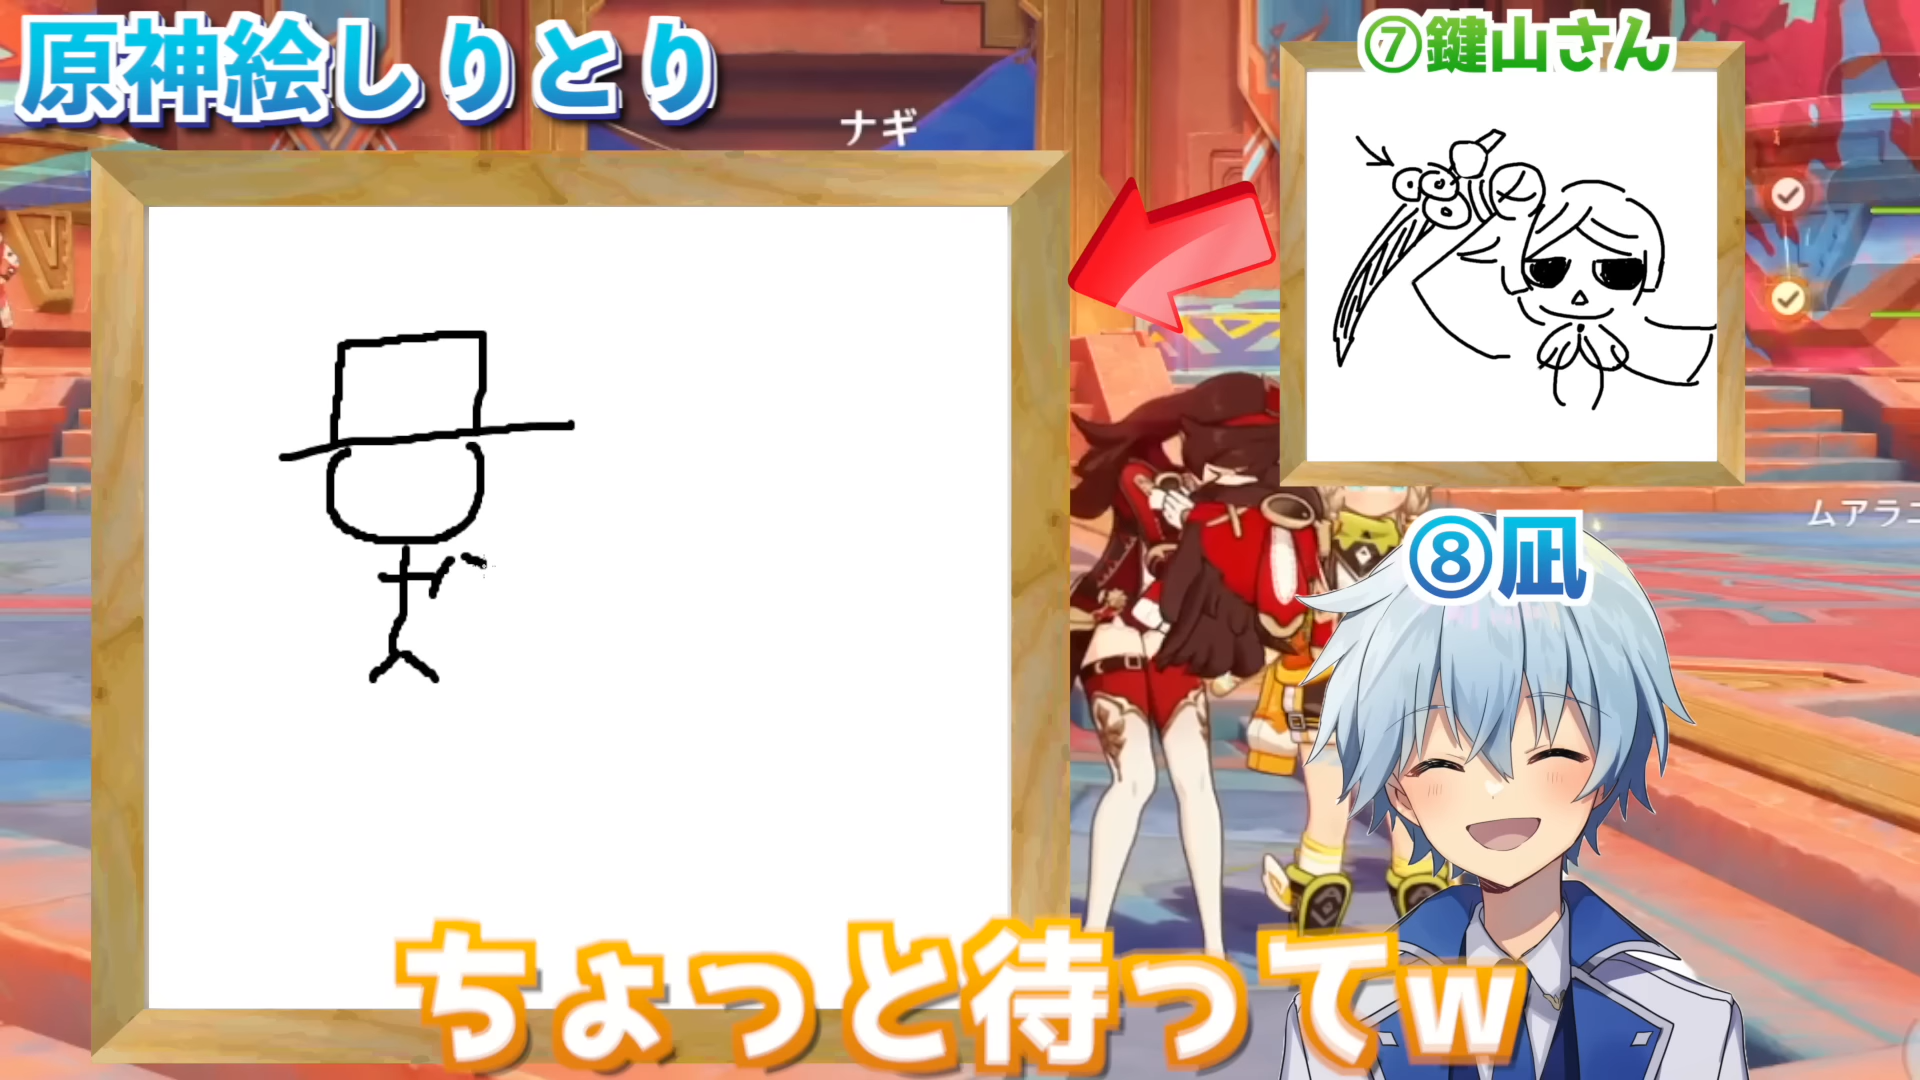 原神絵しりとり
⑦鍵山さん
ナギ
ムアラニ
⑧凪
ちょっと待ってw